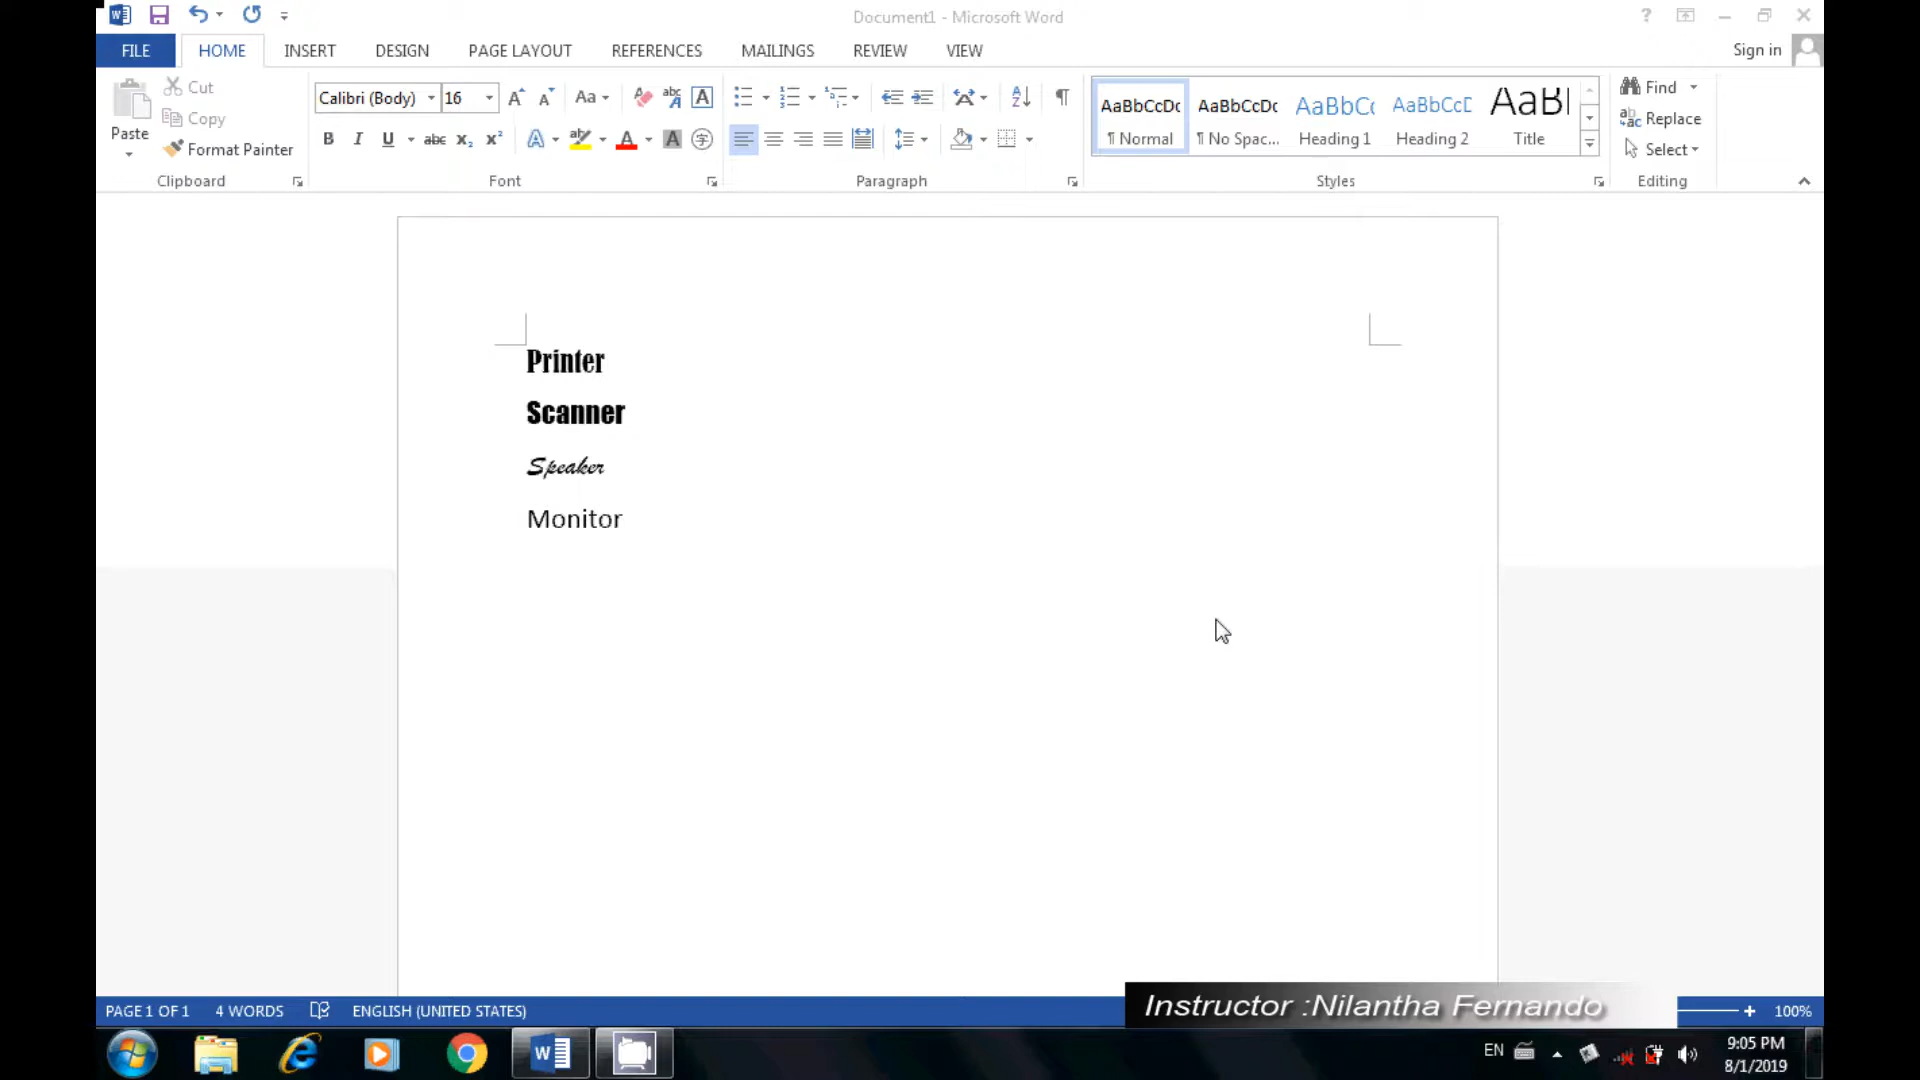 Document1 - Microsoft Word
FILE HOME INSERT DESIGN PAGE LAYOUT REFERENCES MAILINGS REVIEW VIEW Sign in
Paste
Cut
Copy
Format Painter
Clipboard
Calibri (Body) 16
Font
Paragraph
AaBbCcDc AaBbCcDc AaBbC AaBbCcD AaB
¶ Normal ¶ No Spac... Heading 1 Heading 2 Title
Styles
Find
Replace
Select
Editing
Printer
Scanner
Speaker
Monitor
Instructor :Nilantha Fernando
PAGE 1 OF 1 4 WORDS ENGLISH (UNITED STATES) 100%
EN 9:05 PM
8/1/2019